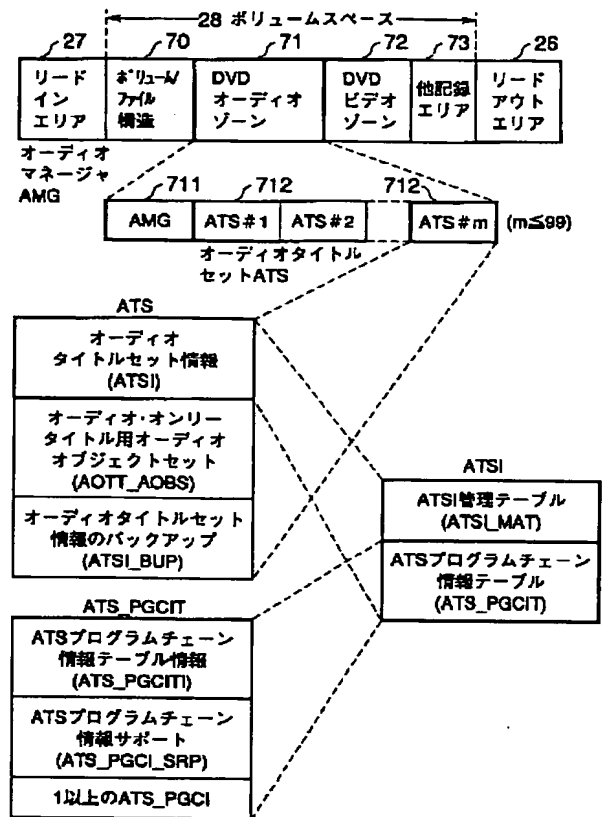 28 ボリュームスペース
27
70
71
72
73
26
リード
イン
エリア
ボリューム/
ファイル
構造
DVD
オーディオ
ゾーン
DVD
ビデオ
ゾーン
他記録
エリア
リード
アウト
エリア
オーディオ
マネージャ
AMG
711
712
712
AMG
ATS#1
ATS#2
ATS#m
(m≦99)
オーディオタイトル
セットATS
ATS
オーディオ
タイトルセット情報
(ATSI)
オーディオ・オンリー
タイトル用オーディオ
オブジェクトセット
(AOTT_AOBS)
オーディオタイトルセット
情報のバックアップ
(ATSI_BUP)
ATSI
ATSI管理テーブル
(ATSI_MAT)
ATSプログラムチェーン
情報テーブル
(ATS_PGCIT)
ATS_PGCIT
ATSプログラムチェーン
情報テーブル情報
(ATS_PGCITI)
ATSプログラムチェーン
情報サポート
(ATS_PGCI_SRP)
1以上のATS_PGCI